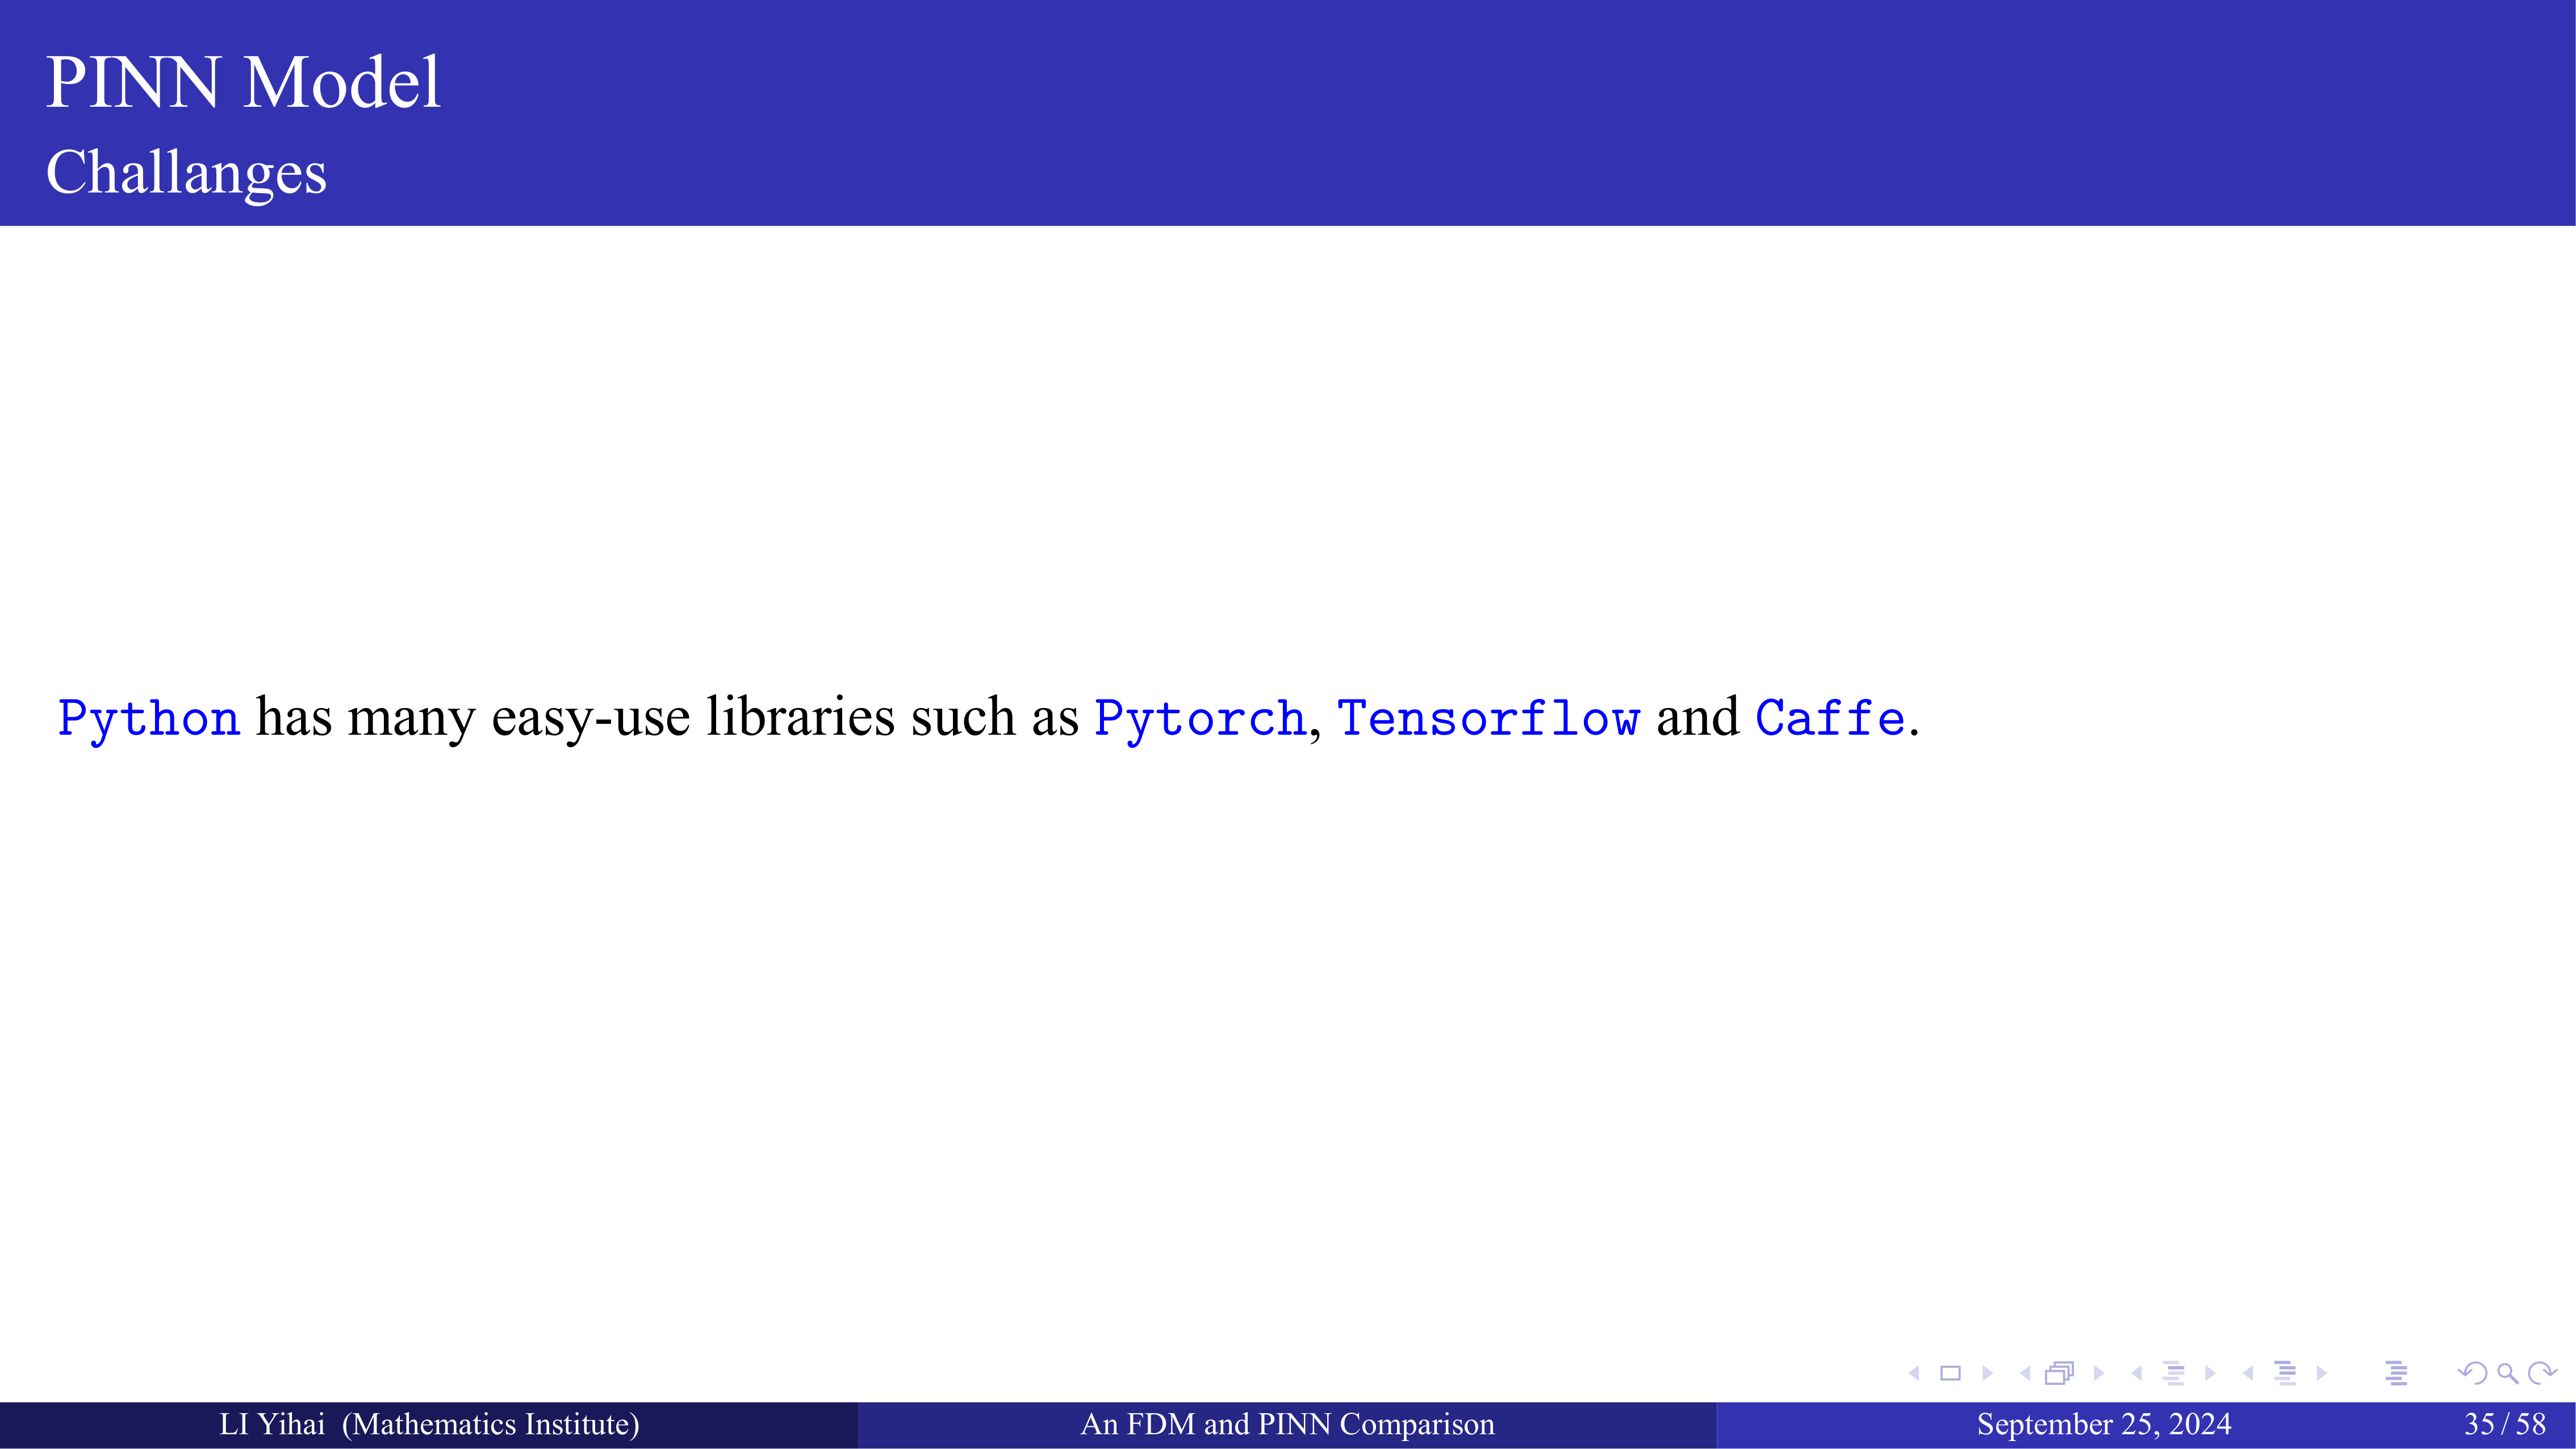 PINN Model
Challanges
Python has many easy-use libraries such as Pytorch, Tensorflow and Caffe.
LI Yihai (Mathematics Institute)
An FDM and PINN Comparison
September 25, 2024
35 / 58